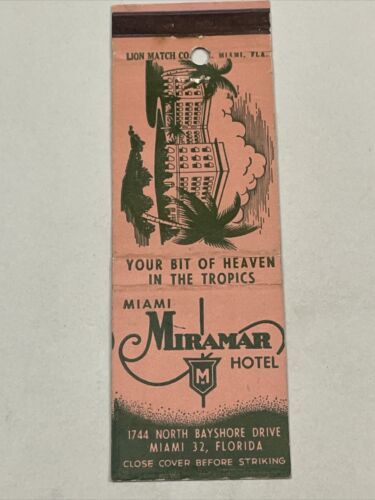 LION MATCH CO. MIAMI, FLA.
YOUR BIT OF HEAVEN
IN THE TROPICS
MIAMI
MIRAMAR
HOTEL
M
1744 NORTH BAYSHORE DRIVE
MIAMI 32, FLORIDA
CLOSE COVER BEFORE STRIKING